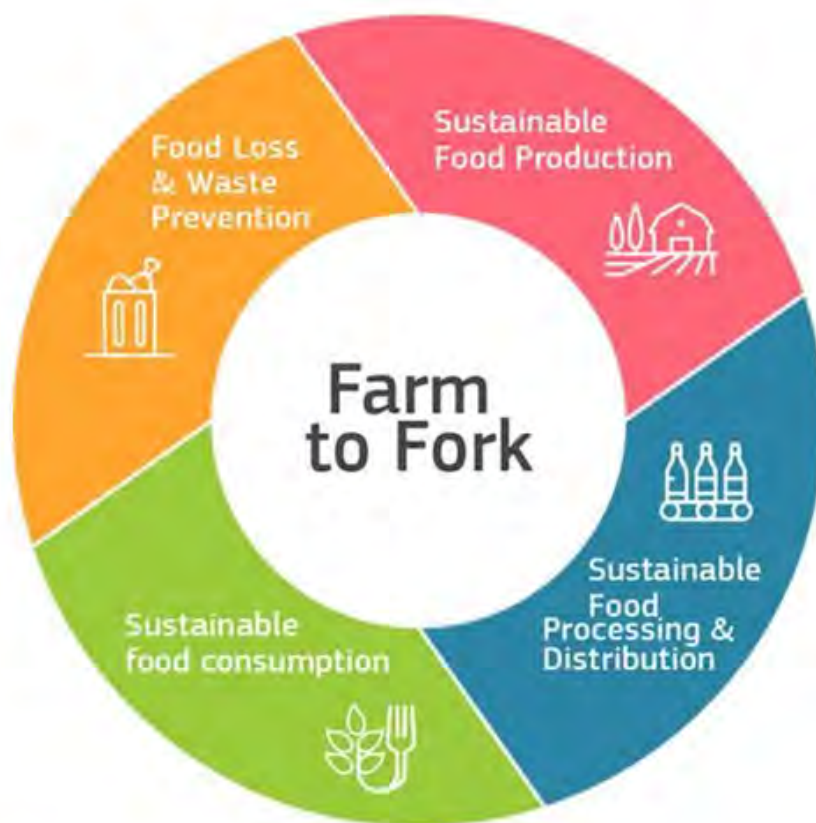 Farm
to Fork
Sustainable
Food Production
Sustainable
Food
Processing &
Distribution
Sustainable
food consumption
Food Loss
& Waste
Prevention